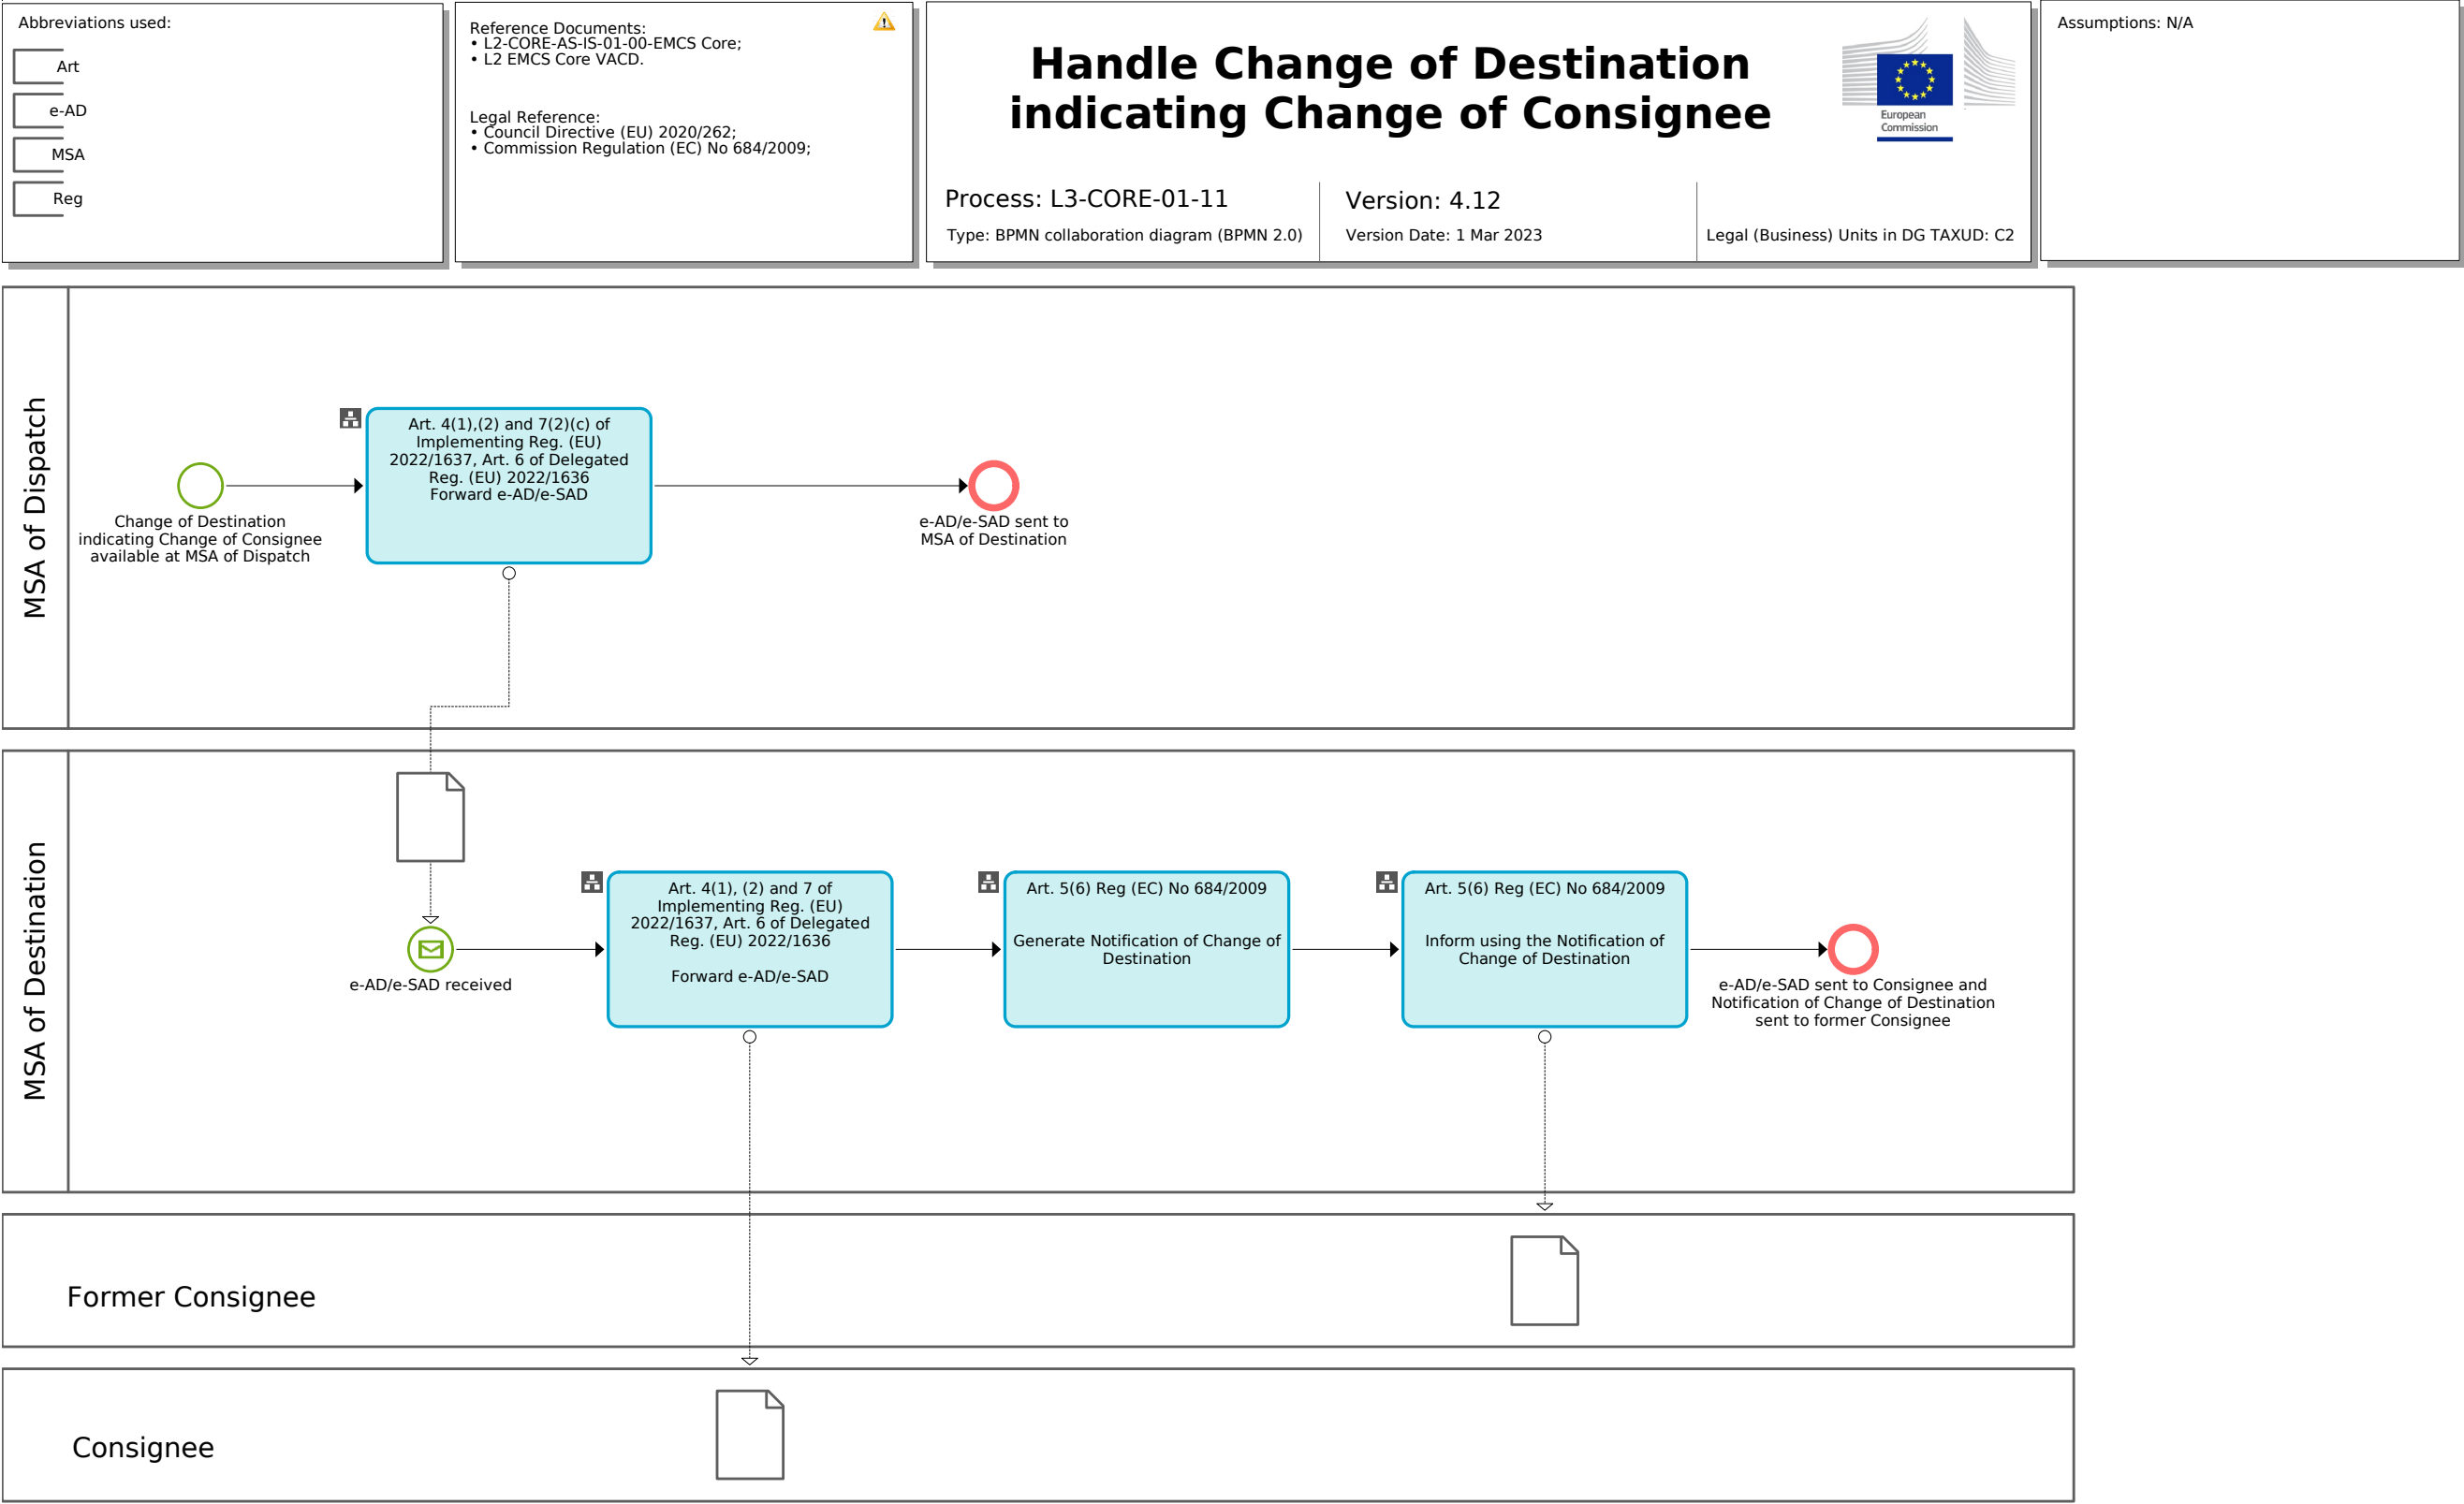 Abbreviations used:
Art
e-AD
MSA
Reg
Reference Documents:
• L2-CORE-AS-IS-01-00-EMCS Core;
• L2 EMCS Core VACD.
Legal Reference:
• Council Directive (EU) 2020/262;
• Commission Regulation (EC) No 684/2009;
Handle Change of Destination
indicating Change of Consignee
European
Commission
Process: L3-CORE-01-11
Version: 4.12
Type: BPMN collaboration diagram (BPMN 2.0)
Version Date: 1 Mar 2023
Legal (Business) Units in DG TAXUD: C2
Assumptions: N/A
MSA of Dispatch
Change of Destination
indicating Change of Consignee
available at MSA of Dispatch
Art. 4(1),(2) and 7(2)(c) of
Implementing Reg. (EU)
2022/1637, Art. 6 of Delegated
Reg. (EU) 2022/1636
Forward e-AD/e-SAD
e-AD/e-SAD sent to
MSA of Destination
MSA of Destination
e-AD/e-SAD received
Art. 4(1), (2) and 7 of
Implementing Reg. (EU)
2022/1637, Art. 6 of Delegated
Reg. (EU) 2022/1636
Forward e-AD/e-SAD
Art. 5(6) Reg (EC) No 684/2009
Generate Notification of Change of
Destination
Art. 5(6) Reg (EC) No 684/2009
Inform using the Notification of
Change of Destination
e-AD/e-SAD sent to Consignee and
Notification of Change of Destination
sent to former Consignee
Former Consignee
Consignee